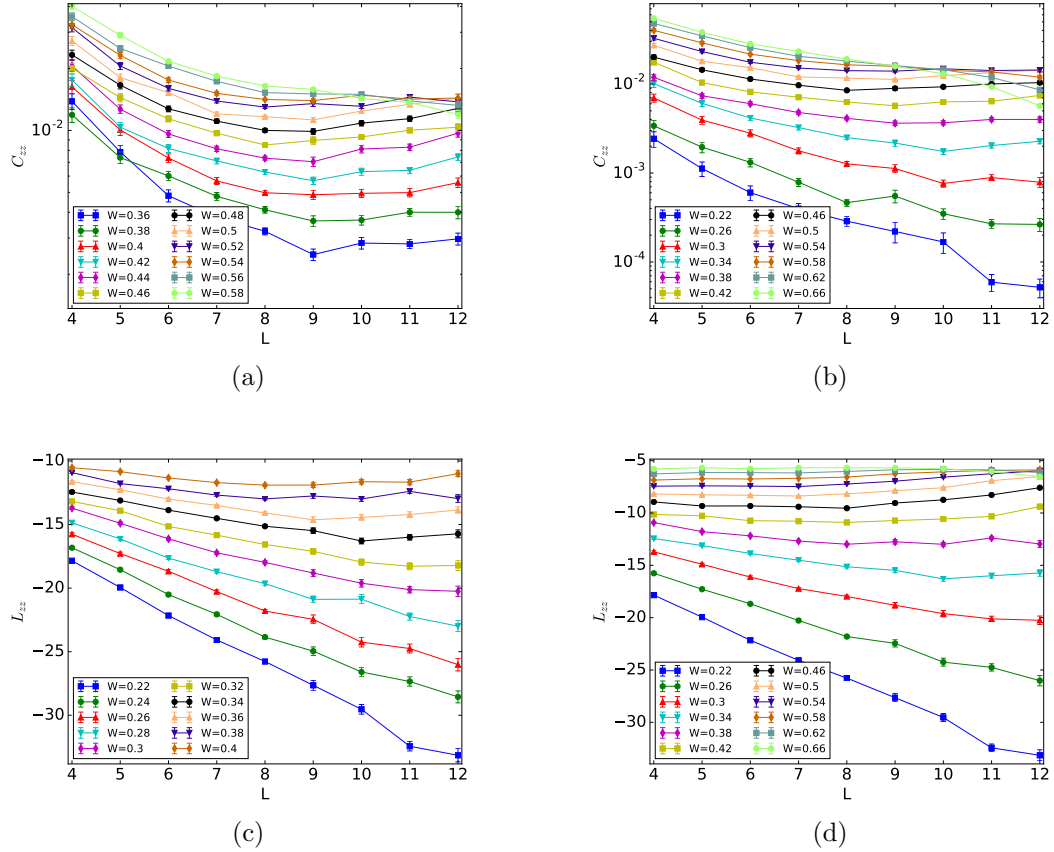 10⁻²
C_zz
W=0.36 W=0.48
W=0.38 W=0.5
W=0.4 W=0.52
W=0.42 W=0.54
W=0.44 W=0.56
W=0.46 W=0.58
4 5 6 7 8 9 10 11 12
L
(a)
10⁻²
10⁻³
10⁻⁴
C_zz
W=0.22 W=0.46
W=0.26 W=0.5
W=0.3 W=0.54
W=0.34 W=0.58
W=0.38 W=0.62
W=0.42 W=0.66
4 5 6 7 8 9 10 11 12
L
(b)
−10
−15
−20
−25
−30
L_zz
W=0.22 W=0.32
W=0.24 W=0.34
W=0.26 W=0.36
W=0.28 W=0.38
W=0.3 W=0.4
4 5 6 7 8 9 10 11 12
L
(c)
−5
−10
−15
−20
−25
−30
L_zz
W=0.22 W=0.46
W=0.26 W=0.5
W=0.3 W=0.54
W=0.34 W=0.58
W=0.38 W=0.62
W=0.42 W=0.66
4 5 6 7 8 9 10 11 12
L
(d)